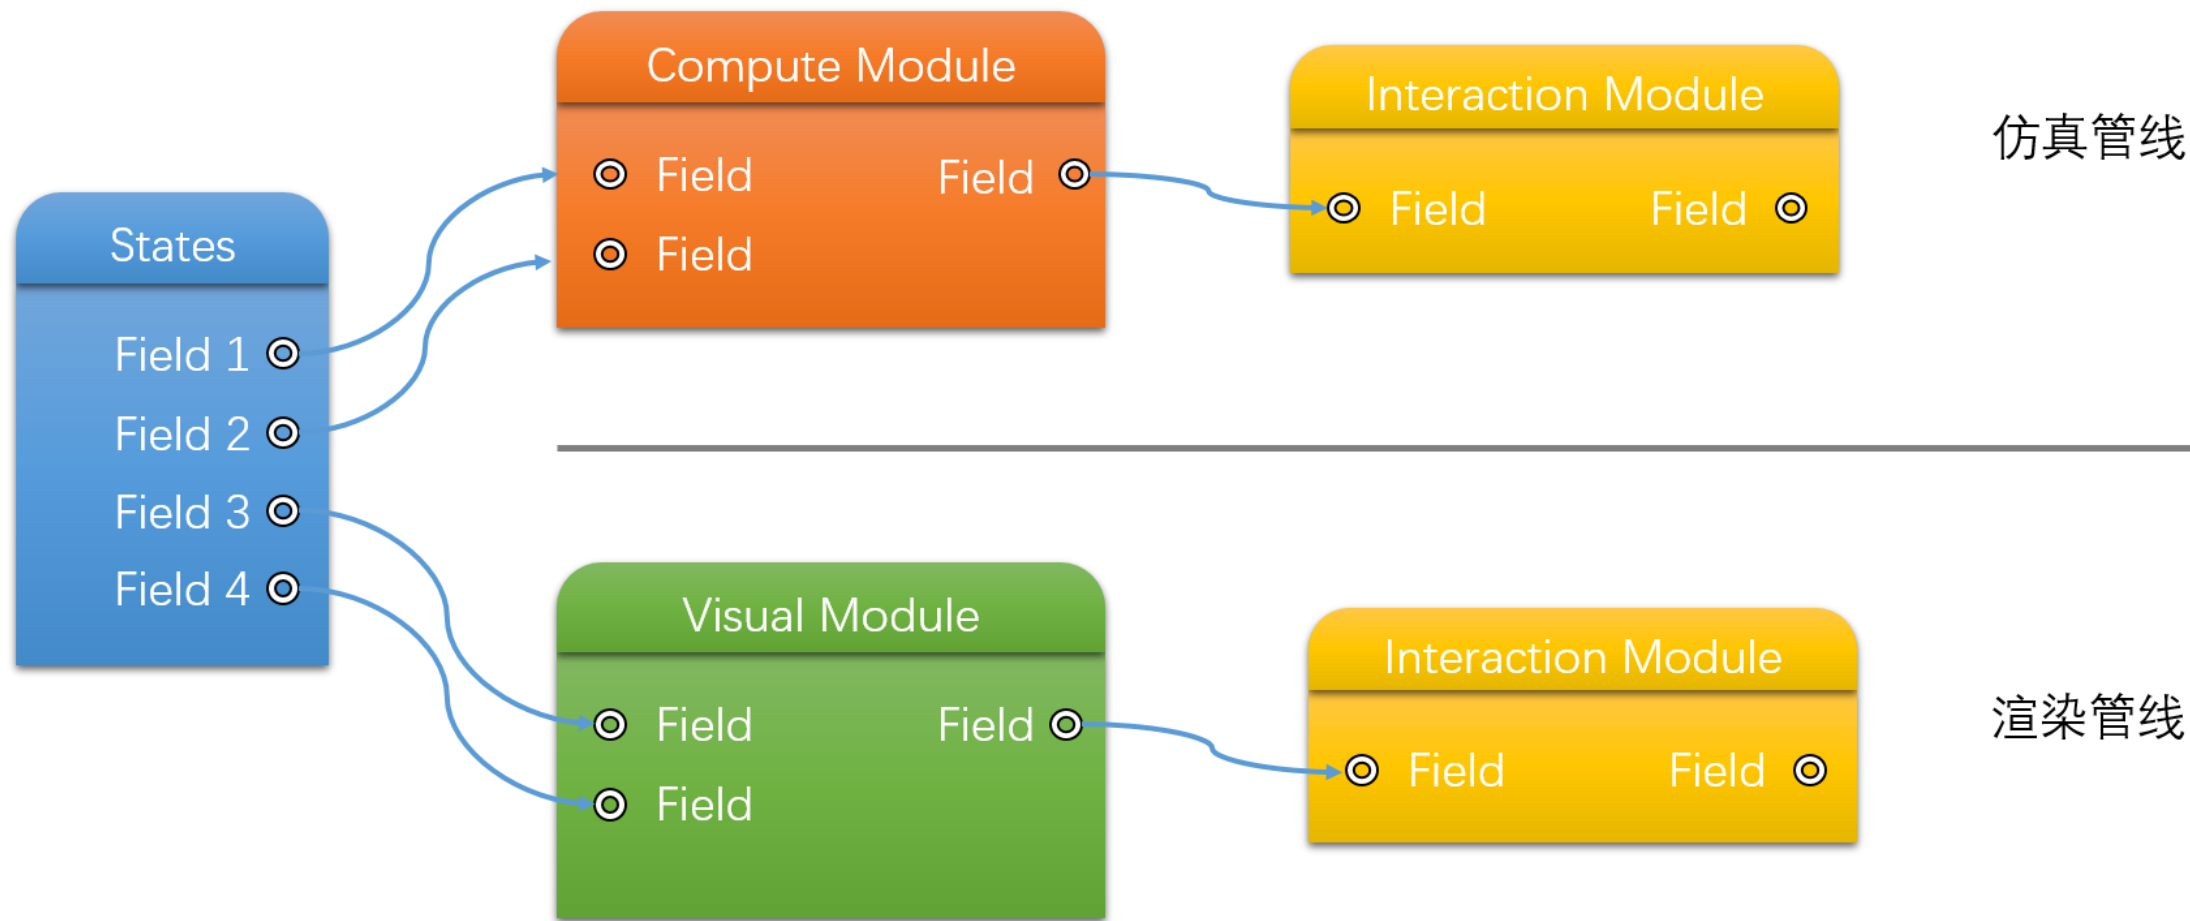 States
Field 1
Field 2
Field 3
Field 4
Compute Module
Field Field
Field
Interaction Module
Field Field
仿真管线
Visual Module
Field Field
Field
Interaction Module
Field Field
渲染管线